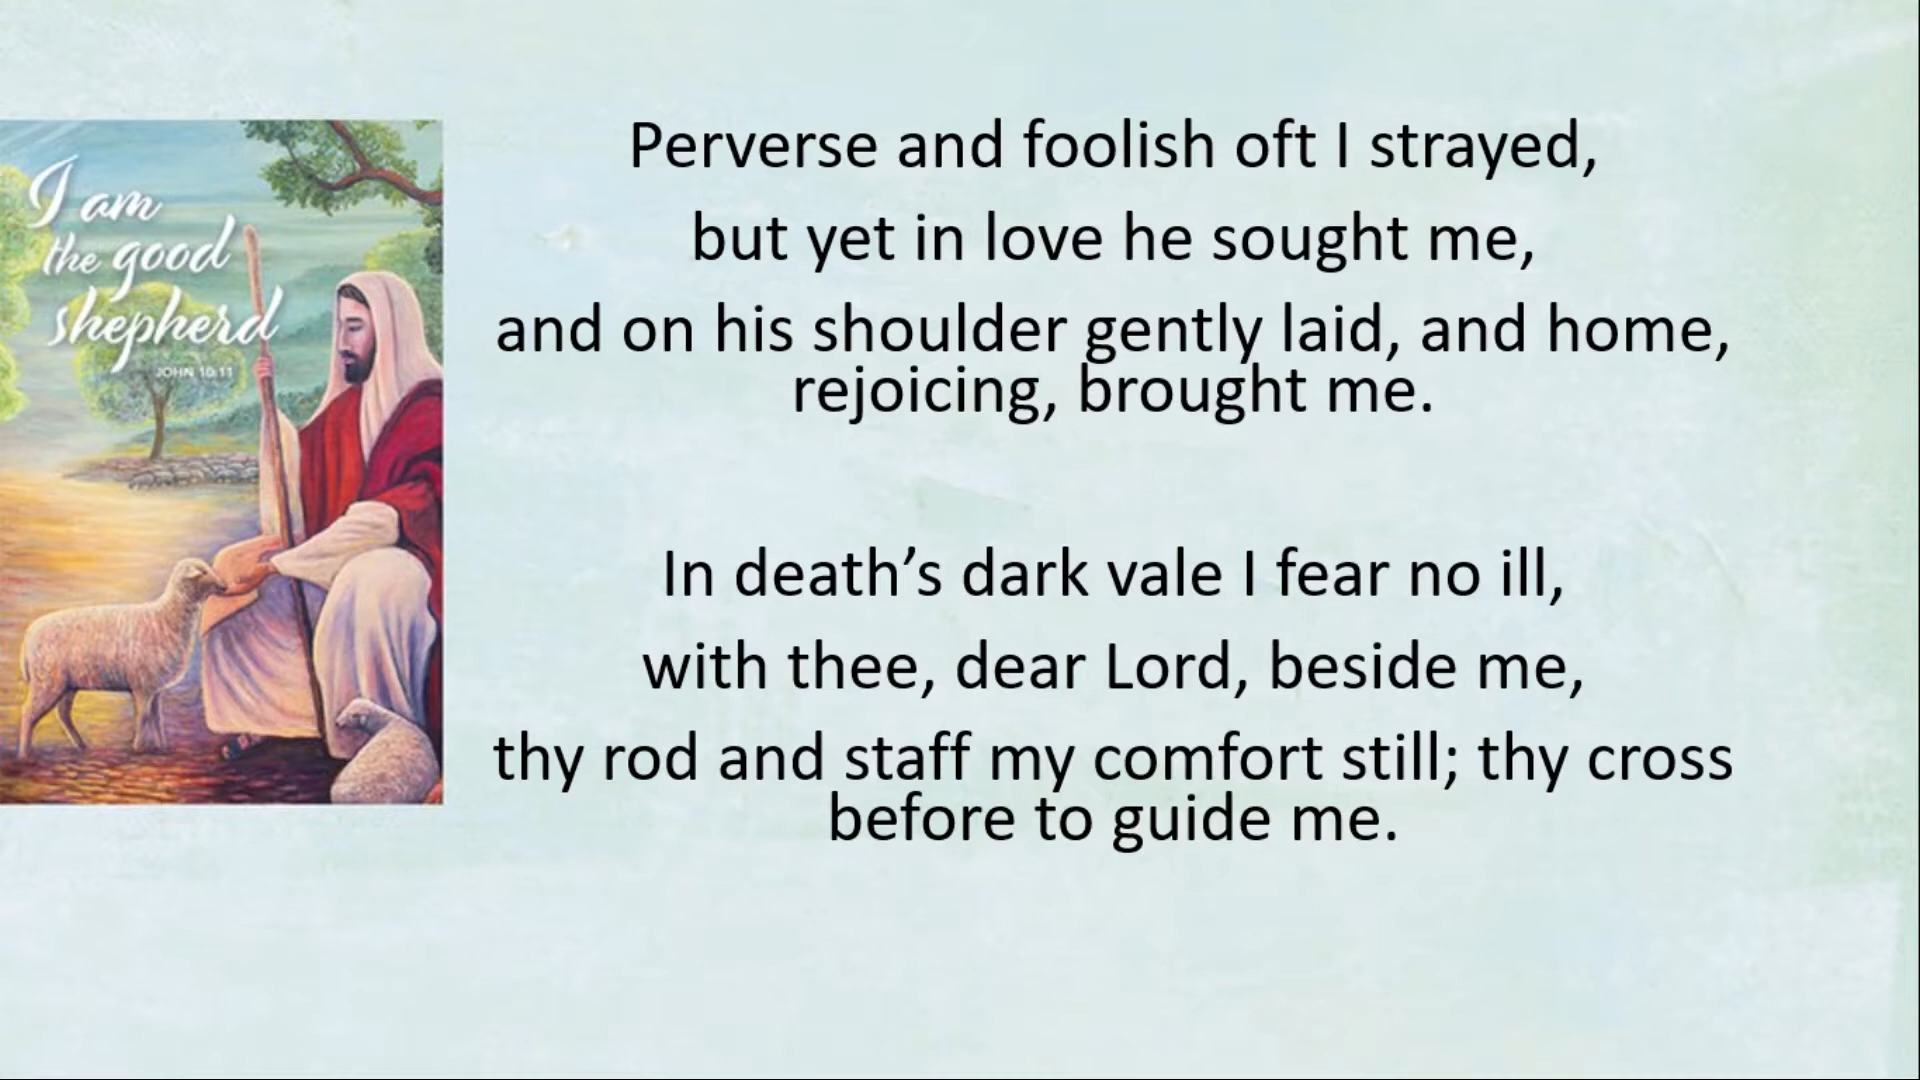 I am
the good
shepherd
JOHN 10:11
Perverse and foolish oft I strayed,
but yet in love he sought me,
and on his shoulder gently laid, and home,
rejoicing, brought me.
In death’s dark vale I fear no ill,
with thee, dear Lord, beside me,
thy rod and staff my comfort still; thy cross
before to guide me.